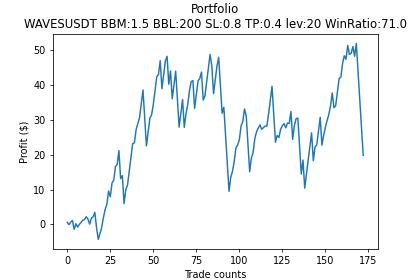 Portfolio
WAVESUSDT BBM:1.5 BBL:200 SL:0.8 TP:0.4 lev:20 WinRatio:71.0
50
40
30
20
10
0
Profit ($)
0 25 50 75 100 125 150 175
Trade counts